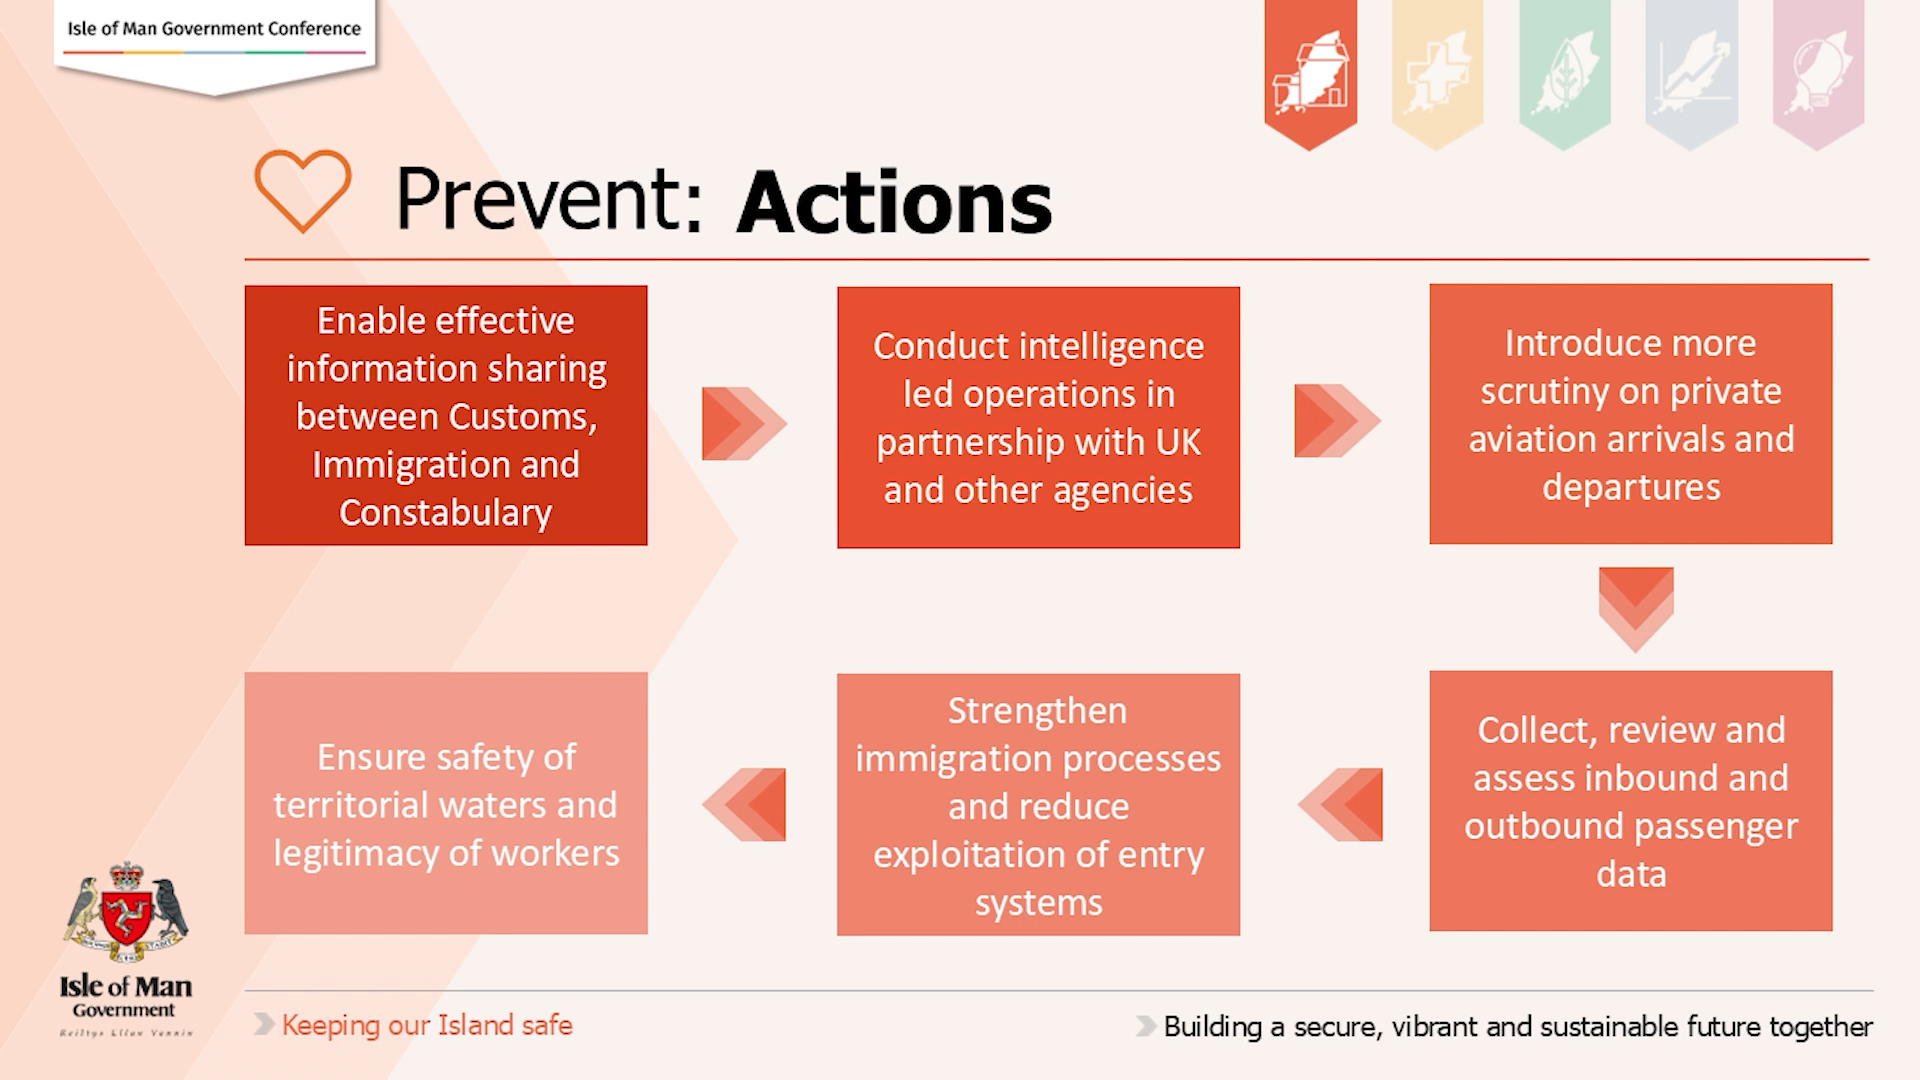 Isle of Man Government Conference
Prevent: Actions
Enable effective
information sharing
between Customs,
Immigration and
Constabulary
Conduct intelligence
led operations in
partnership with UK
and other agencies
Introduce more
scrutiny on private
aviation arrivals and
departures
Collect, review and
assess inbound and
outbound passenger
data
Strengthen
immigration processes
and reduce
exploitation of entry
systems
Ensure safety of
territorial waters and
legitimacy of workers
Isle of Man
Government
Reiltys Ellan Vannin
Keeping our Island safe
Building a secure, vibrant and sustainable future together